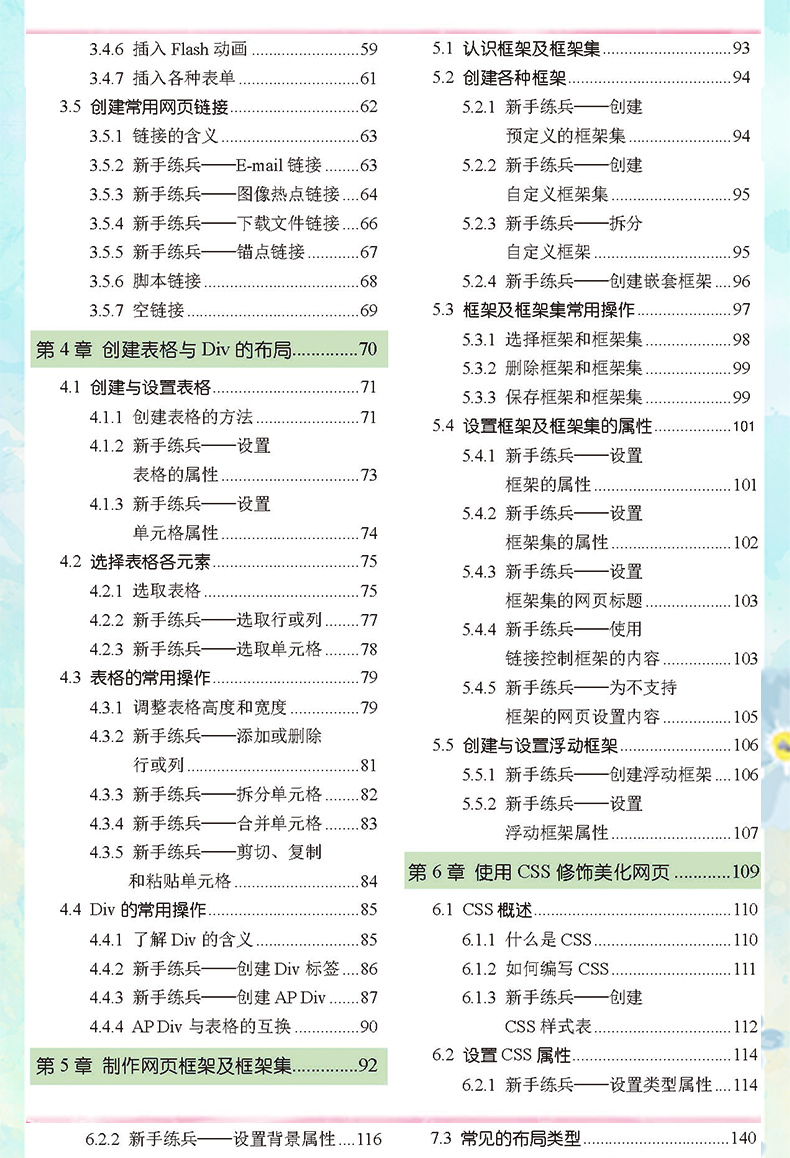 3.4.6 插入 Flash 动画 ...................59
3.4.7 插入各种表单 .....................61
3.5 创建常用网页链接...........................62
3.5.1 链接的含义 ........................63
3.5.2 新手练兵——E-mail 链接 ........63
3.5.3 新手练兵——图像热点链接 ....64
3.5.4 新手练兵——下载文件链接 ....66
3.5.5 新手练兵——锚点链接 ............67
3.5.6 脚本链接 ...........................68
3.5.7 空链接 ..............................69
第 4 章 创建表格与 Div 的布局..............70
4.1 创建与设置表格..............................71
4.1.1 创建表格的方法 ..................71
4.1.2 新手练兵——设置
表格的属性 ................................73
4.1.3 新手练兵——设置
单元格属性 ................................74
4.2 选择表格各元素..............................75
4.2.1 选取表格 ...........................75
4.2.2 新手练兵——选取行或列 ........77
4.2.3 新手练兵——选取单元格 ........78
4.3 表格的常用操作..............................79
4.3.1 调整表格高度和宽度 ................79
4.3.2 新手练兵——添加或删除
行或列 ........................................81
4.3.3 新手练兵——拆分单元格 ........82
4.3.4 新手练兵——合并单元格 ........83
4.3.5 新手练兵——剪切、复制
和粘贴单元格 .............................84
4.4 Div 的常用操作...............................85
4.4.1 了解 Div 的含义 ..................85
4.4.2 新手练兵——创建 Div 标签 ....86
4.4.3 新手练兵——创建 AP Div .......87
4.4.4 AP Div 与表格的互换 ...............90
第 5 章 制作网页框架及框架集..............92
5.1 认识框架及框架集..............................93
5.2 创建各种框架......................................94
5.2.1 新手练兵——创建
预定义的框架集 ........................94
5.2.2 新手练兵——创建
自定义框架集 ............................95
5.2.3 新手练兵——拆分
自定义框架 ................................95
5.2.4 新手练兵——创建嵌套框架 ....96
5.3 框架及框架集常用操作......................97
5.3.1 选择框架和框架集 ....................98
5.3.2 删除框架和框架集 ....................99
5.3.3 保存框架和框架集 ....................99
5.4 设置框架及框架集的属性..................101
5.4.1 新手练兵——设置
框架的属性 ................................101
5.4.2 新手练兵——设置
框架集的属性 ............................102
5.4.3 新手练兵——设置
框架集的网页标题 ....................103
5.4.4 新手练兵——使用
链接控制框架的内容 ................103
5.4.5 新手练兵——为不支持
框架的网页设置内容 ................105
5.5 创建与设置浮动框架..........................106
5.5.1 新手练兵——创建浮动框架 ....106
5.5.2 新手练兵——设置
浮动框架属性 ............................107
第 6 章 使用 CSS 修饰美化网页 ............109
6.1 CSS 概述..............................................110
6.1.1 什么是 CSS ................................110
6.1.2 如何编写 CSS ............................111
6.1.3 新手练兵——创建
CSS 样式表 ................................112
6.2 设置 CSS 属性.....................................114
6.2.1 新手练兵——设置类型属性 ....114
6.2.2 新手练兵——设置背景属性 ....116
7.3 常见的布局类型..................................140